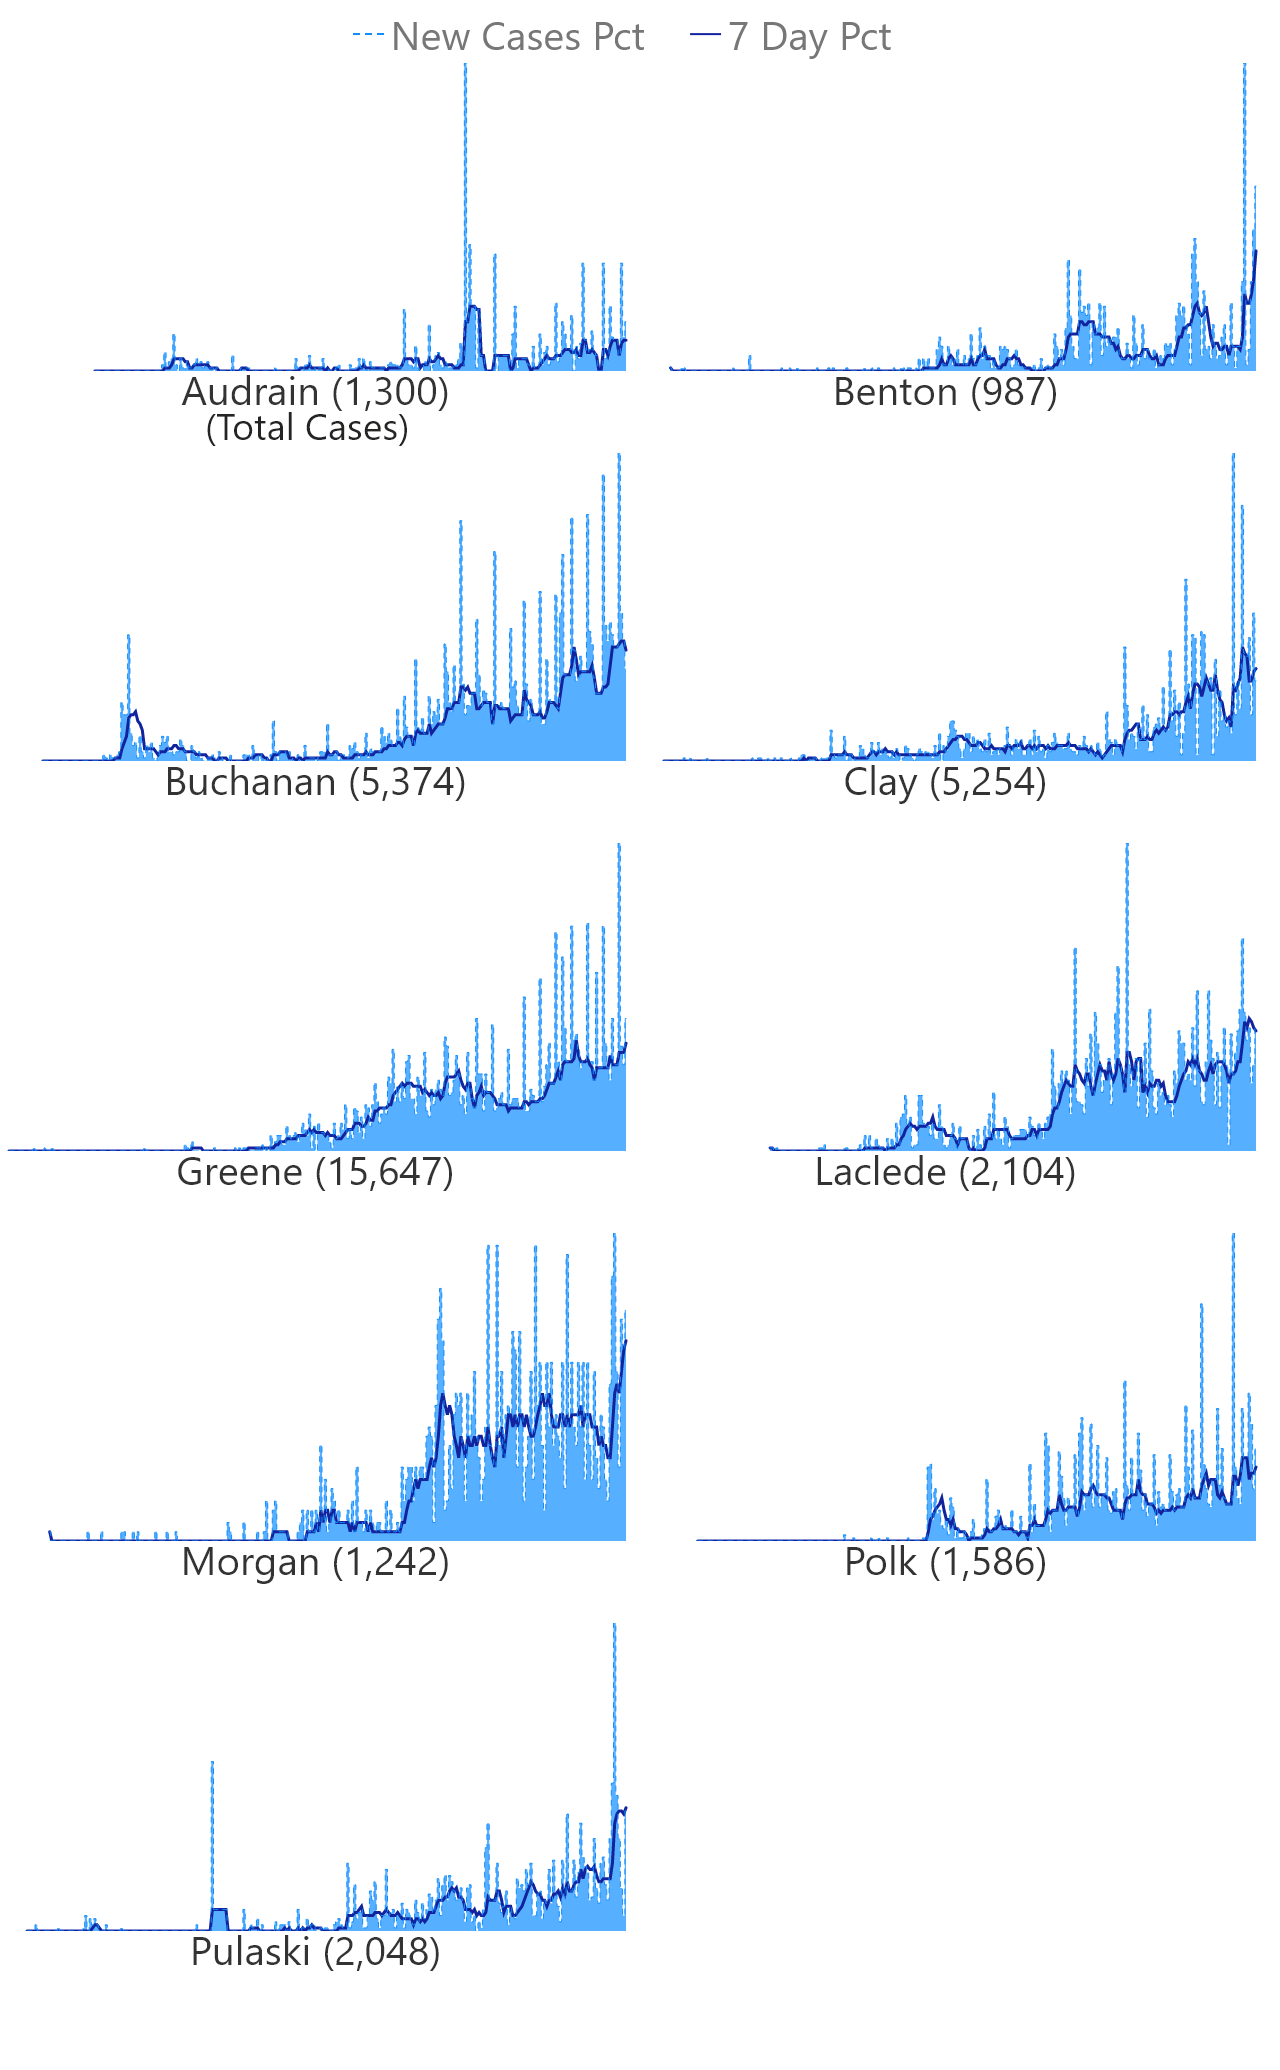 New Cases Pct 7 Day Pct
Audrain (1,300)
(Total Cases)
Benton (987)
Buchanan (5,374)
Clay (5,254)
Greene (15,647)
Laclede (2,104)
Morgan (1,242)
Polk (1,586)
Pulaski (2,048)